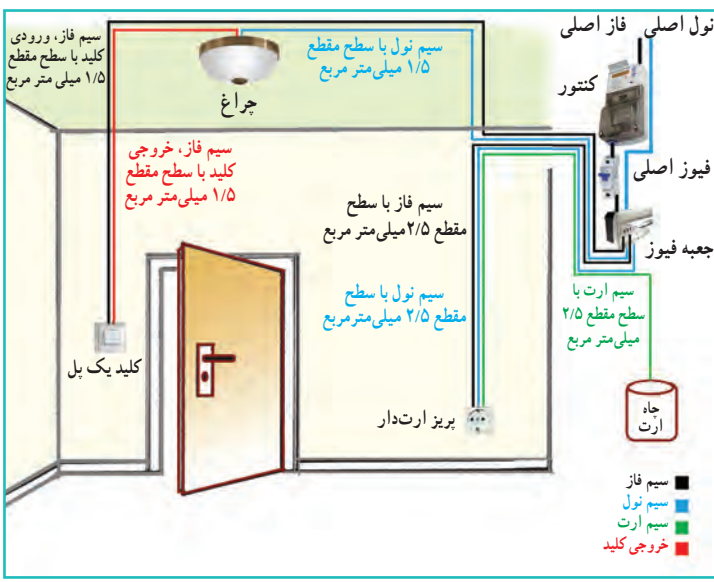 نول اصلی
فاز اصلی
کنتور
فیوز اصلی
جعبه فیوز
سیم نول با سطح مقطع
۱/۵ میلی‌متر مربع
چراغ
سیم فاز، ورودی
کلید با سطح مقطع
۱/۵ میلی متر مربع
سیم فاز، خروجی
کلید با سطح مقطع
۱/۵ میلی‌متر مربع
سیم فاز با سطح
مقطع ۲/۵میلی‌متر مربع
سیم نول با سطح
مقطع ۲/۵ میلی‌مترمربع
سیم ارت با
سطح مقطع ۲/۵
میلی‌متر مربع
کلید یک پل
پریز ارت‌دار
چاه
ارت
سیم فاز
سیم نول
سیم ارت
خروجی کلید